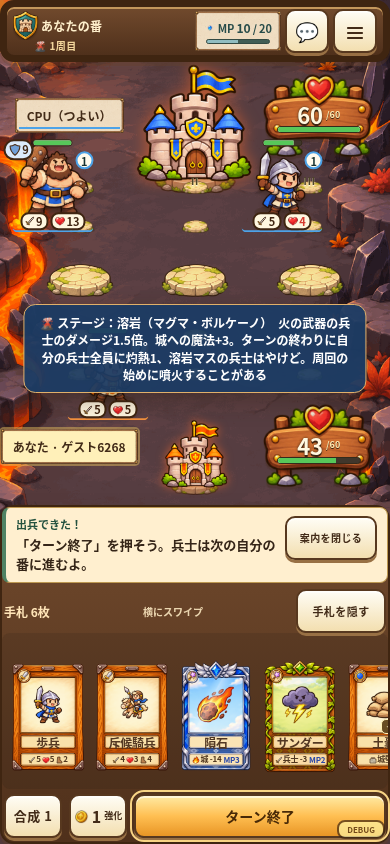 あなたの番
1周目
MP 10 / 20
CPU（つよい）
60 /60
9
1
1
9 13
5 4
ステージ：溶岩（マグマ・ボルケーノ） 火の武器の兵
士のダメージ1.5倍。城への魔法+3。ターンの終わりに自
分の兵士全員に灼熱1、溶岩マスの兵士はやけど。周回の
始めに噴火することがある
5 5
あなた・ゲスト6268
43 /60
出兵できた！
「ターン終了」を押そう。兵士は次の自分の
番に進むよ。
案内を閉じる
手札 6枚
横にスワイプ
手札を隠す
歩兵
斥候騎兵
隕石
サンダー
土
5 5 2
4 3 4
城 -14 MP3
兵士 -3 MP2
合成 1
1 強化
ターン終了
DEBUG